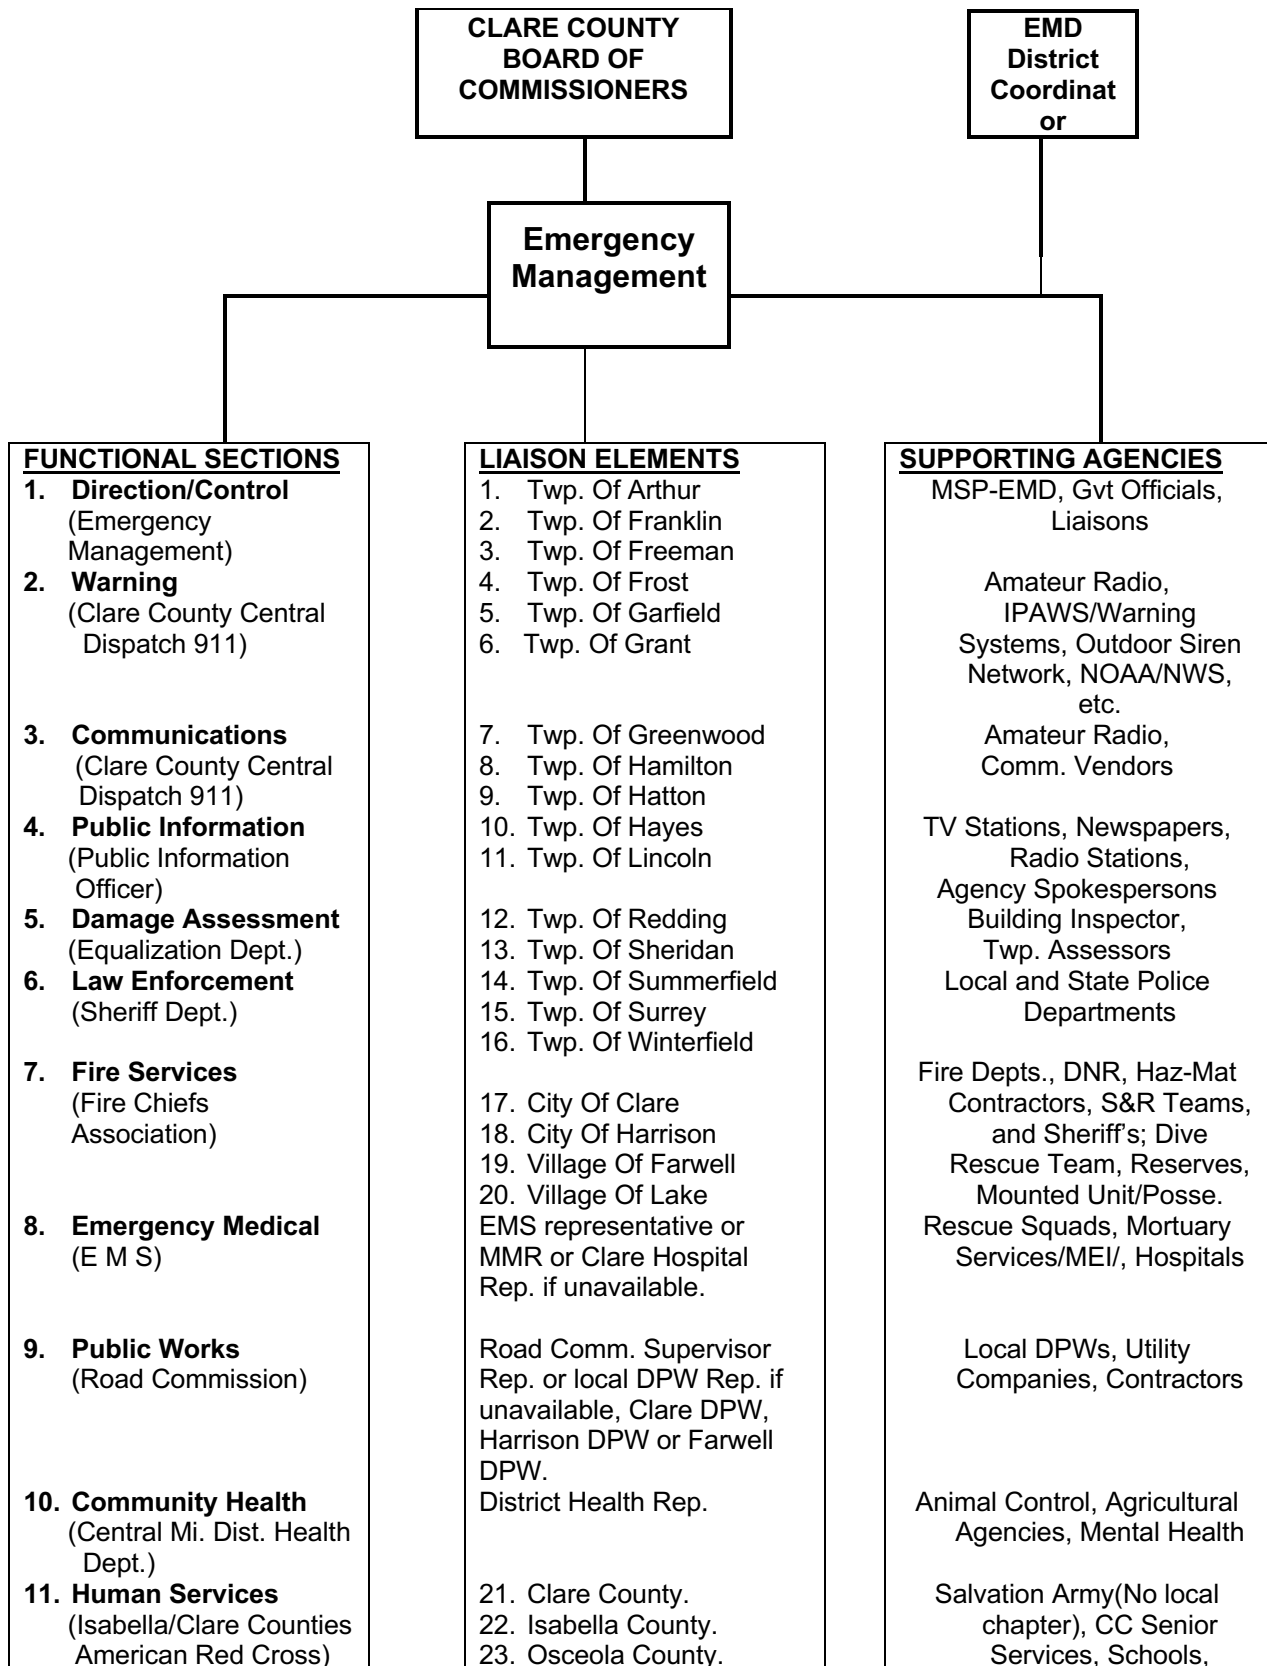 CLARE COUNTY
BOARD OF
COMMISSIONERS
EMD
District
Coordinat
or
Emergency
Management
FUNCTIONAL SECTIONS
1. Direction/Control
(Emergency
Management)
2. Warning
(Clare County Central
Dispatch 911)
3. Communications
(Clare County Central
Dispatch 911)
4. Public Information
(Public Information
Officer)
5. Damage Assessment
(Equalization Dept.)
6. Law Enforcement
(Sheriff Dept.)
7. Fire Services
(Fire Chiefs
Association)
8. Emergency Medical
(E M S)
9. Public Works
(Road Commission)
10. Community Health
(Central Mi. Dist. Health
Dept.)
11. Human Services
(Isabella/Clare Counties
American Red Cross)
LIAISON ELEMENTS
1. Twp. Of Arthur
2. Twp. Of Franklin
3. Twp. Of Freeman
4. Twp. Of Frost
5. Twp. Of Garfield
6. Twp. Of Grant
7. Twp. Of Greenwood
8. Twp. Of Hamilton
9. Twp. Of Hatton
10. Twp. Of Hayes
11. Twp. Of Lincoln
12. Twp. Of Redding
13. Twp. Of Sheridan
14. Twp. Of Summerfield
15. Twp. Of Surrey
16. Twp. Of Winterfield
17. City Of Clare
18. City Of Harrison
19. Village Of Farwell
20. Village Of Lake
EMS representative or
MMR or Clare Hospital
Rep. if unavailable.
Road Comm. Supervisor
Rep. or local DPW Rep. if
unavailable, Clare DPW,
Harrison DPW or Farwell
DPW.
District Health Rep.
21. Clare County.
22. Isabella County.
23. Osceola County.
SUPPORTING AGENCIES
MSP-EMD, Gvt Officials,
Liaisons
Amateur Radio,
IPAWS/Warning
Systems, Outdoor Siren
Network, NOAA/NWS,
etc.
Amateur Radio,
Comm. Vendors
TV Stations, Newspapers,
Radio Stations,
Agency Spokespersons
Building Inspector,
Twp. Assessors
Local and State Police
Departments
Fire Depts., DNR, Haz-Mat
Contractors, S&R Teams,
and Sheriff's; Dive
Rescue Team, Reserves,
Mounted Unit/Posse.
Rescue Squads, Mortuary
Services/MEI/, Hospitals
Local DPWs, Utility
Companies, Contractors
Animal Control, Agricultural
Agencies, Mental Health
Salvation Army(No local
chapter), CC Senior
Services, Schools,